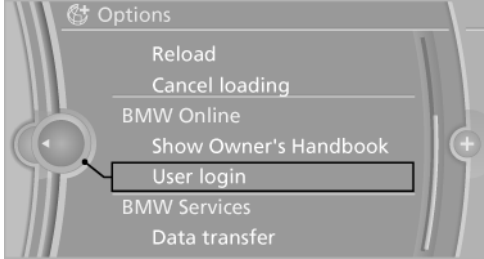 Options
Reload
Cancel loading
BMW Online
Show Owner's Handbook
User login
BMW Services
Data transfer